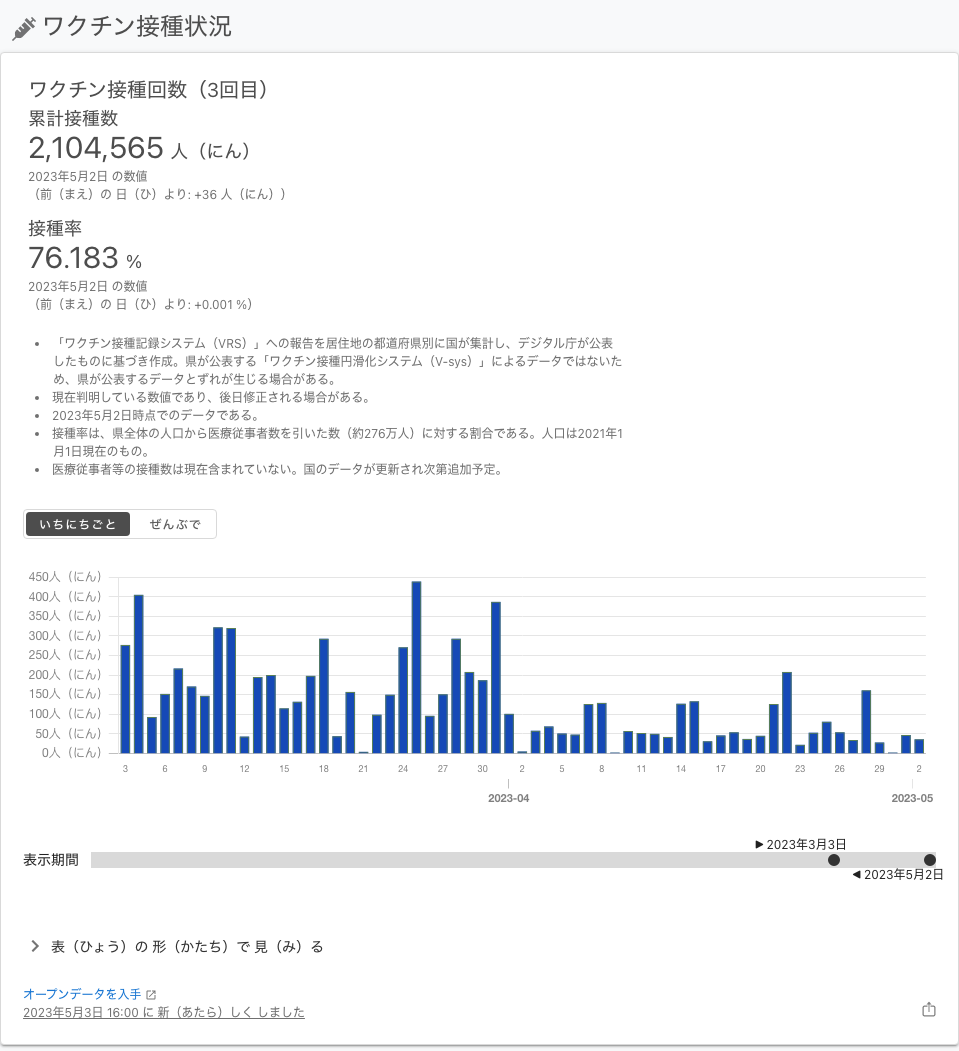 ワクチン接種状況
ワクチン接種回数（3回目）
累計接種数
2,104,565 人（にん）
2023年5月2日 の数値
（前（まえ）の 日（ひ）より: +36 人（にん））
接種率
76.183 %
2023年5月2日 の数値
（前（まえ）の 日（ひ）より: +0.001 %）
• 「ワクチン接種記録システム（VRS）」への報告を居住地の都道府県別に国が集計し、デジタル庁が公表
したものに基づき作成。県が公表する「ワクチン接種円滑化システム（V-sys）」によるデータではないた
め、県が公表するデータとずれが生じる場合がある。
• 現在判明している数値であり、後日修正される場合がある。
• 2023年5月2日時点でのデータである。
• 接種率は、県全体の人口から医療従事者数を引いた数（約276万人）に対する割合である。人口は2021年1
月1日現在のもの。
• 医療従事者等の接種数は現在含まれていない。国のデータが更新され次第追加予定。
いちにちごと ぜんぶで
450人（にん）
400人（にん）
350人（にん）
300人（にん）
250人（にん）
200人（にん）
150人（にん）
100人（にん）
50人（にん）
0人（にん）
3 6 9 12 15 18 21 24 27 30 2 5 8 11 14 17 20 23 26 29 2
2023-04 2023-05
▶ 2023年3月3日
表示期間
◀ 2023年5月2日
表（ひょう）の 形（かたち）で 見（み）る
オープンデータを入手
2023年5月3日 16:00 に 新（あたら）しく しました